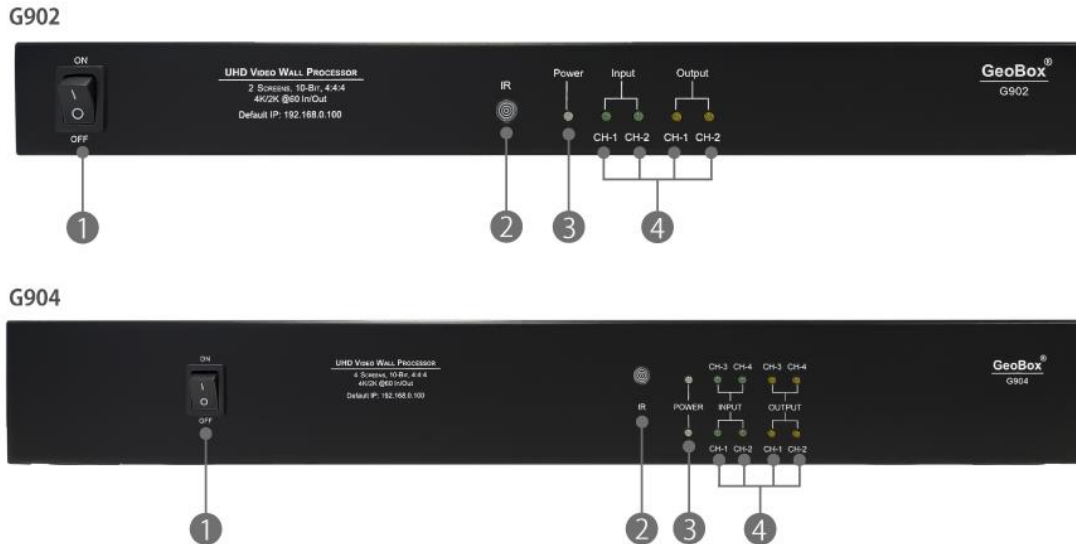 G902
ON
OFF
UHD VIDEO WALL PROCESSOR
2 SCREENS, 10-BIT, 4:4:4
4K/2K @60 In/Out
Default IP: 192.168.0.100
IR
Power
Input
Output
CH-1 CH-2 CH-1 CH-2
GeoBox®
G902
1
2
3
4
G904
ON
OFF
UHD VIDEO WALL PROCESSOR
4 SCREENS, 10-BIT, 4:4:4
4K/2K @60 In/Out
Default IP: 192.168.0.100
IR
POWER
CH-3 CH-4 CH-3 CH-4
INPUT OUTPUT
CH-1 CH-2 CH-1 CH-2
GeoBox®
G904
1
2
3
4